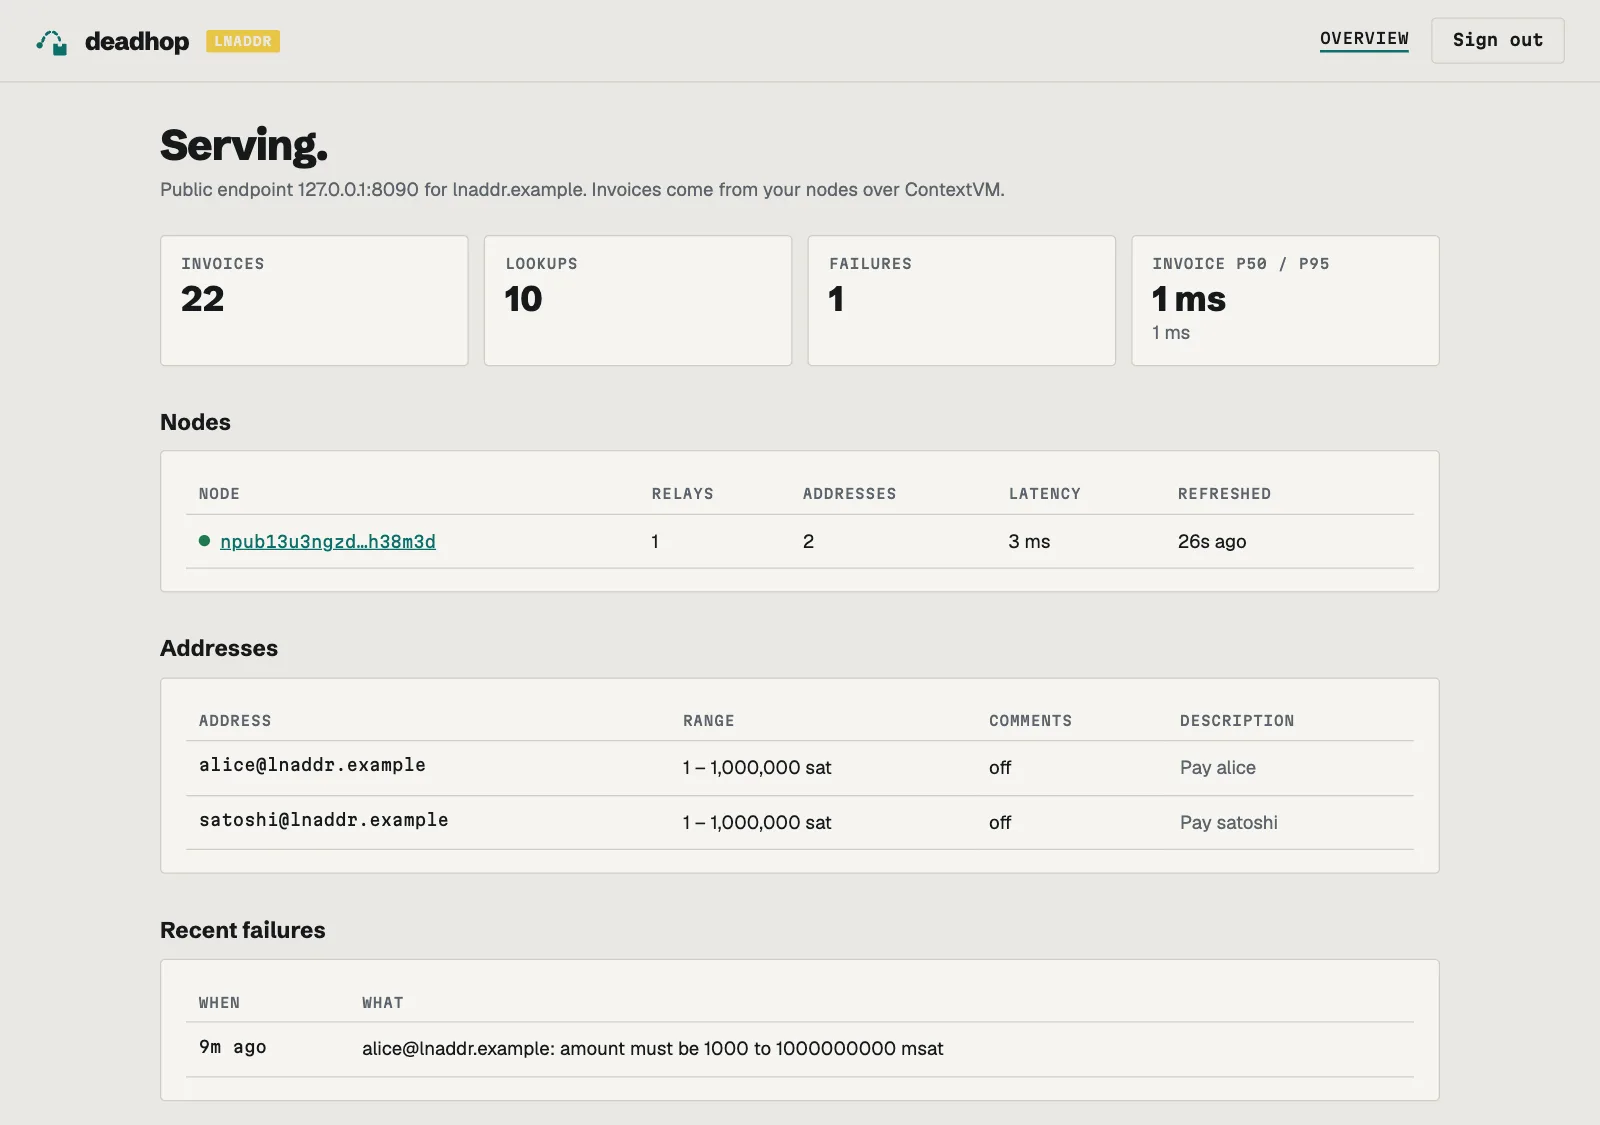 deadhop LNADDR OVERVIEW Sign out
Serving.
Public endpoint 127.0.0.1:8090 for lnaddr.example. Invoices come from your nodes over ContextVM.
INVOICES
22
LOOKUPS
10
FAILURES
1
INVOICE P50 / P95
1 ms
1 ms
Nodes
NODE RELAYS ADDRESSES LATENCY REFRESHED
npub13u3ngzd…h38m3d 1 2 3 ms 26s ago
Addresses
ADDRESS RANGE COMMENTS DESCRIPTION
alice@lnaddr.example 1 – 1,000,000 sat off Pay alice
satoshi@lnaddr.example 1 – 1,000,000 sat off Pay satoshi
Recent failures
WHEN WHAT
9m ago alice@lnaddr.example: amount must be 1000 to 1000000000 msat